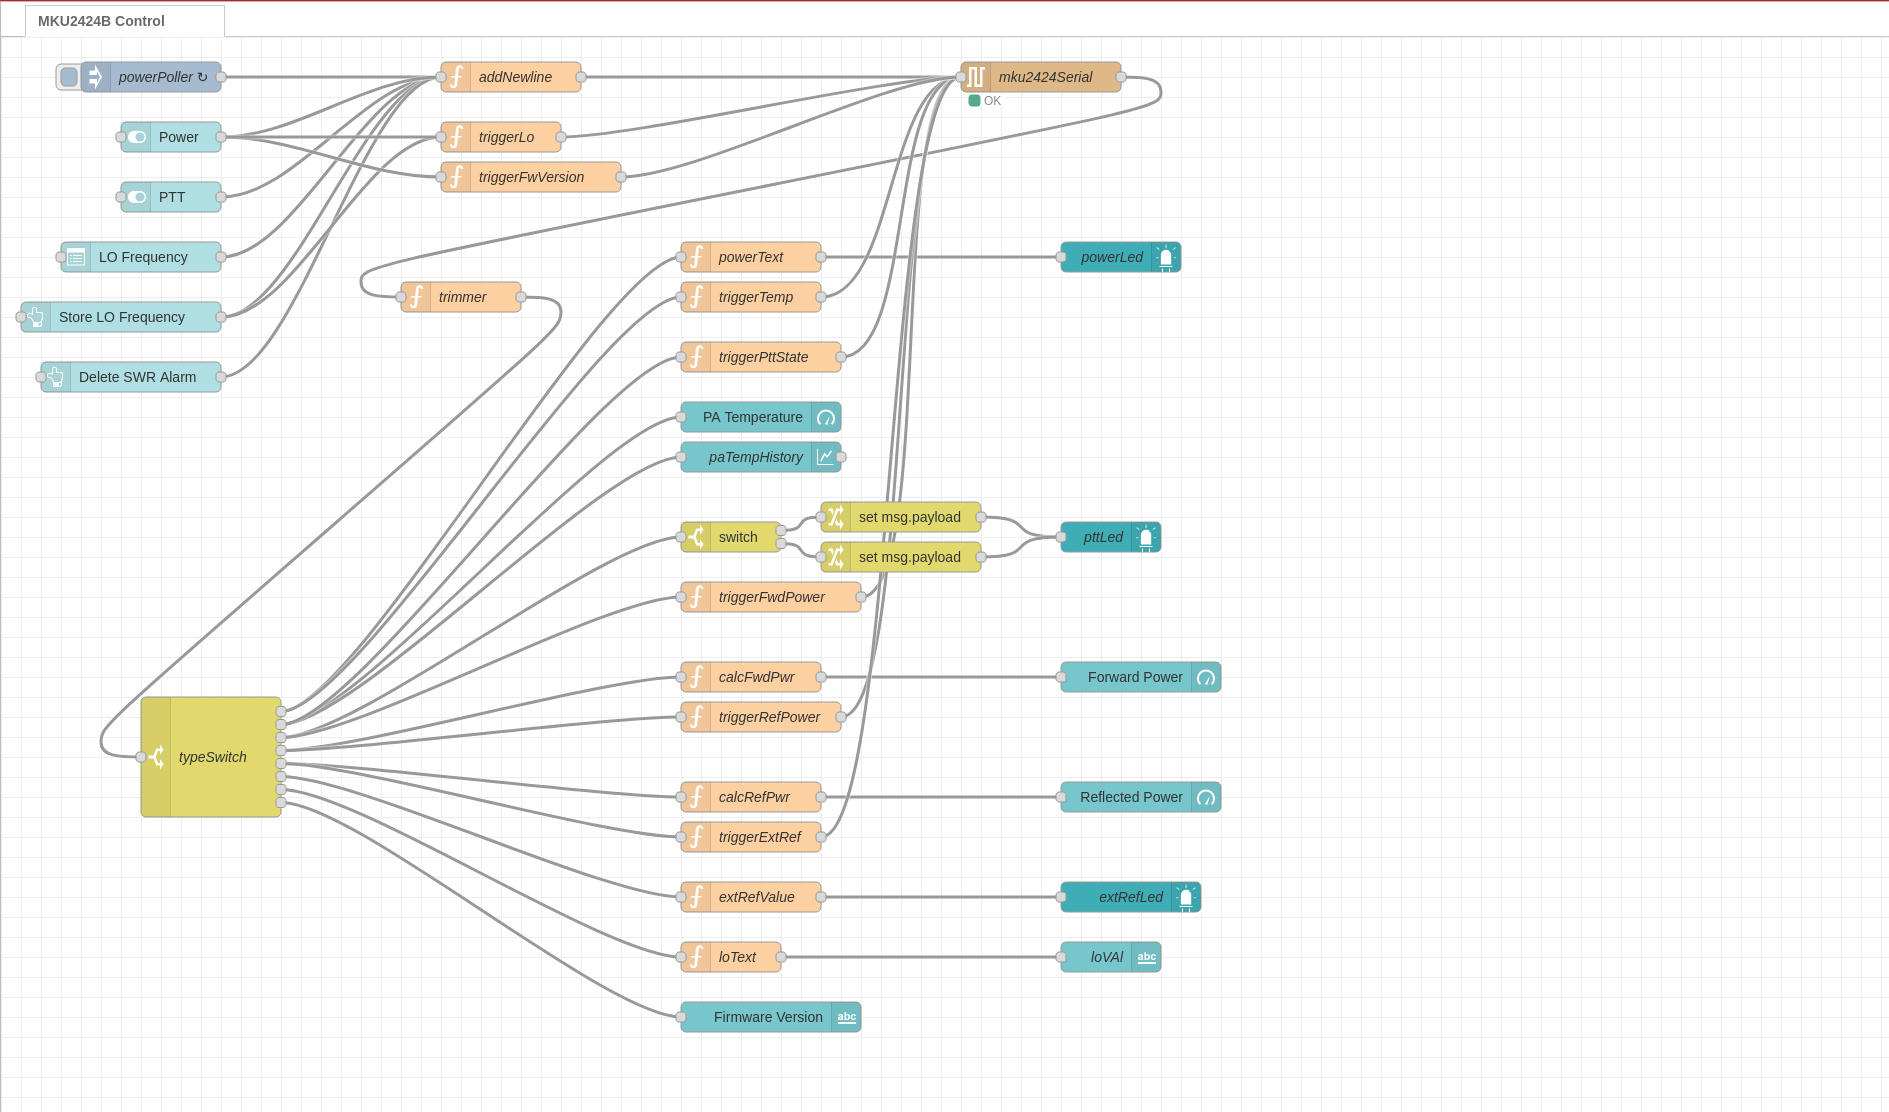 MKU2424B Control
powerPoller ↻
addNewline
mku2424Serial
OK
Power
triggerLo
triggerFwVersion
PTT
LO Frequency
powerText
powerLed
trimmer
triggerTemp
Store LO Frequency
triggerPttState
Delete SWR Alarm
PA Temperature
paTempHistory
set msg.payload
switch
pttLed
set msg.payload
triggerFwdPower
calcFwdPwr
Forward Power
triggerRefPower
typeSwitch
calcRefPwr
Reflected Power
triggerExtRef
extRefValue
extRefLed
loText
loVAl
abc
Firmware Version
abc